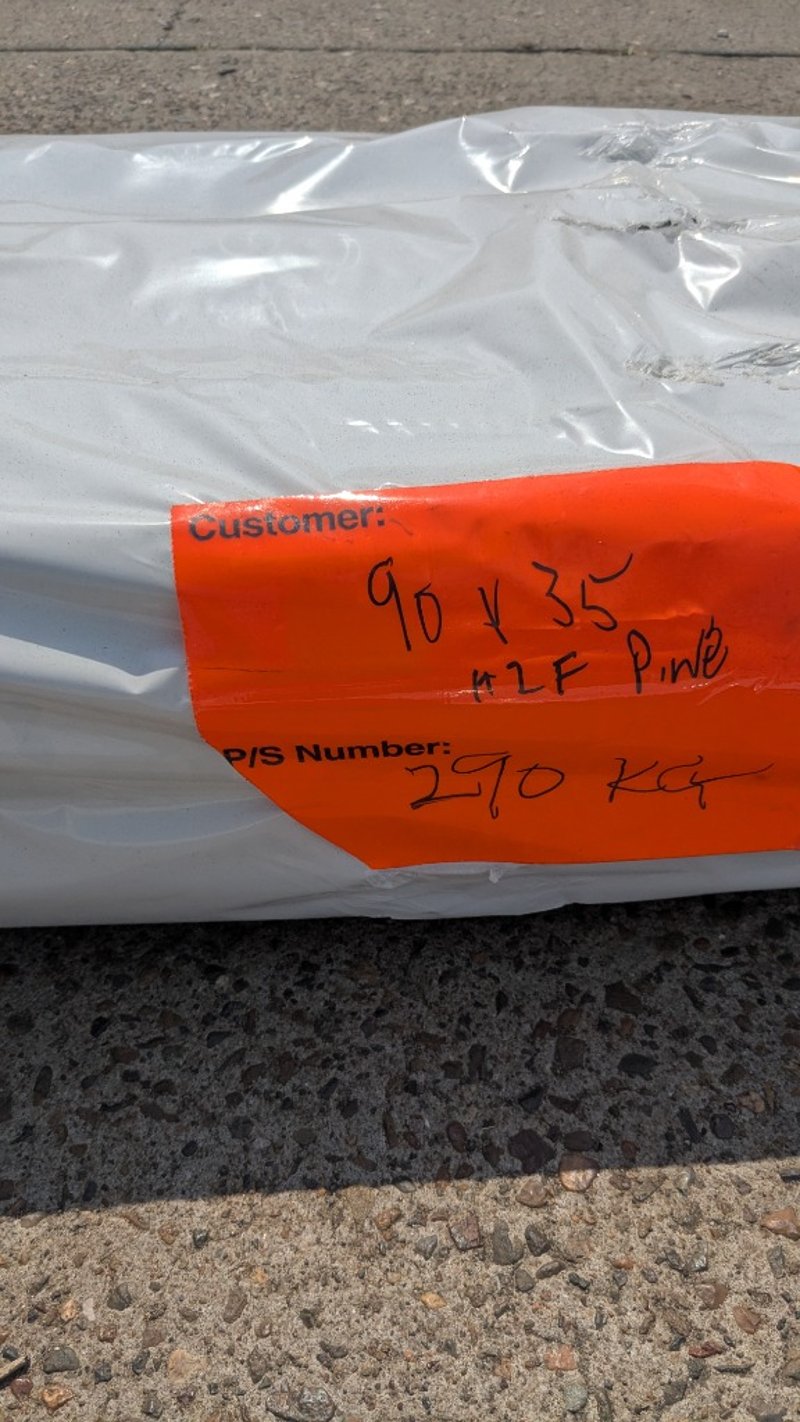 Customer:
90 x 35
H2F Pine
P/S Number:
290 KG